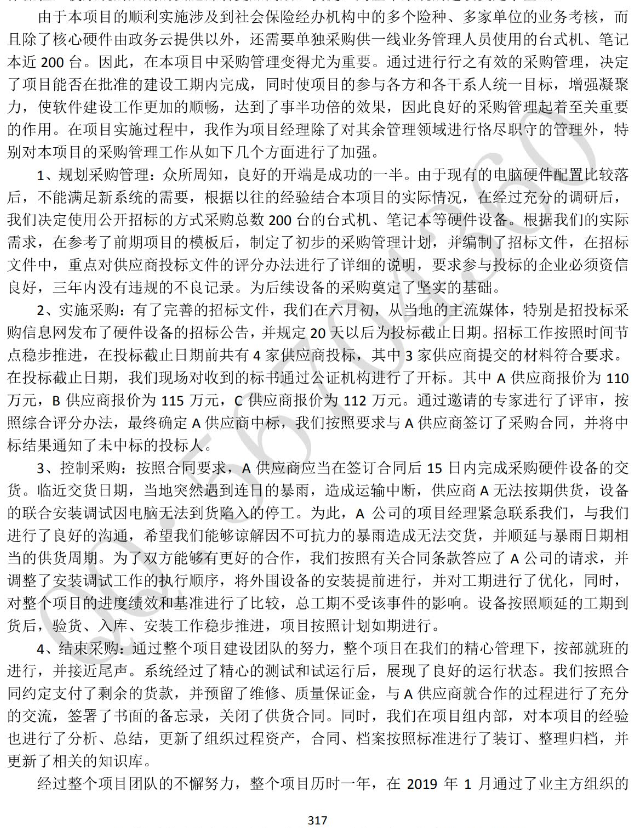 由于本项目的顺利实施涉及到社会保险经办机构中的多个险种、多家单位的业务考核，而
且除了核心硬件由政务云提供以外，还需要单独采购供一线业务管理人员使用的台式机、笔记
本近 200 台。因此，在本项目中采购管理变得尤为重要。通过进行行之有效的采购管理，决定
了项目能否在批准的建设工期内完成，同时使项目的参与各方和各干系人统一目标，增强凝聚
力，使软件建设工作更加的顺畅，达到了事半功倍的效果，因此良好的采购管理起着至关重要
的作用。在项目实施过程中，我作为项目经理除了对其余管理领域进行恪尽职守的管理外，特
别对本项目的采购管理工作从如下几个方面进行了加强。
1、规划采购管理：众所周知，良好的开端是成功的一半。由于现有的电脑硬件配置比较落
后，不能满足新系统的需要，根据以往的经验结合本项目的实际情况，在经过充分的调研后，
我们决定使用公开招标的方式采购总数 200 台的台式机、笔记本等硬件设备。根据我们的实际
需求，在参考了前期项目的模板后，制定了初步的采购管理计划，并编制了招标文件，在招标
文件中，重点对供应商投标文件的评分办法进行了详细的说明，要求参与投标的企业必须资信
良好，三年内没有违规的不良记录。为后续设备的采购奠定了坚实的基础。
2、实施采购：有了完善的招标文件，我们在六月初，从当地的主流媒体，特别是招投标采
购信息网发布了硬件设备的招标公告，并规定 20 天以后为投标截止日期。招标工作按照时间节
点稳步推进，在投标截止日期前共有 4 家供应商投标，其中 3 家供应商提交的材料符合要求。
在投标截止日期，我们现场对收到的标书通过公证机构进行了开标。其中 A 供应商报价为 110
万元，B 供应商报价为 115 万元，C 供应商报价为 112 万元。通过邀请的专家进行了评审，按
照综合评分办法，最终确定 A 供应商中标，我们按照要求与 A 供应商签订了采购合同，并将中
标结果通知了未中标的投标人。
3、控制采购：按照合同要求，A 供应商应当在签订合同后 15 日内完成采购硬件设备的交
货。临近交货日期，当地突然遇到连日的暴雨，造成运输中断，供应商 A 无法按期供货，设备
的联合安装调试因电脑无法到货陷入的停工。为此，A 公司的项目经理紧急联系我们，与我们
进行了良好的沟通，希望我们能够谅解因不可抗力的暴雨造成无法交货，并顺延与暴雨日期相
当的供货周期。为了双方能够有更好的合作，我们按照有关合同条款答应了 A 公司的请求，并
调整了安装调试工作的执行顺序，将外围设备的安装提前进行，并对工期进行了优化，同时，
对整个项目的进度绩效和基准进行了比较，总工期不受该事件的影响。设备按照顺延的工期到
货后，验货、入库、安装工作稳步推进，项目按照计划如期进行。
4、结束采购：通过整个项目建设团队的努力，整个项目在我们的精心管理下，按部就班的
进行，并接近尾声。系统经过了精心的测试和试运行后，展现了良好的运行状态。我们按照合
同约定支付了剩余的货款，并预留了维修、质量保证金，与 A 供应商就合作的过程进行了充分
的交流，签署了书面的备忘录，关闭了供货合同。同时，我们在项目组内部，对本项目的经验
也进行了分析、总结，更新了组织过程资产，合同、档案按照标准进行了装订、整理归档，并
更新了相关的知识库。
经过整个项目团队的不懈努力，整个项目历时一年，在 2019 年 1 月通过了业主方组织的
317